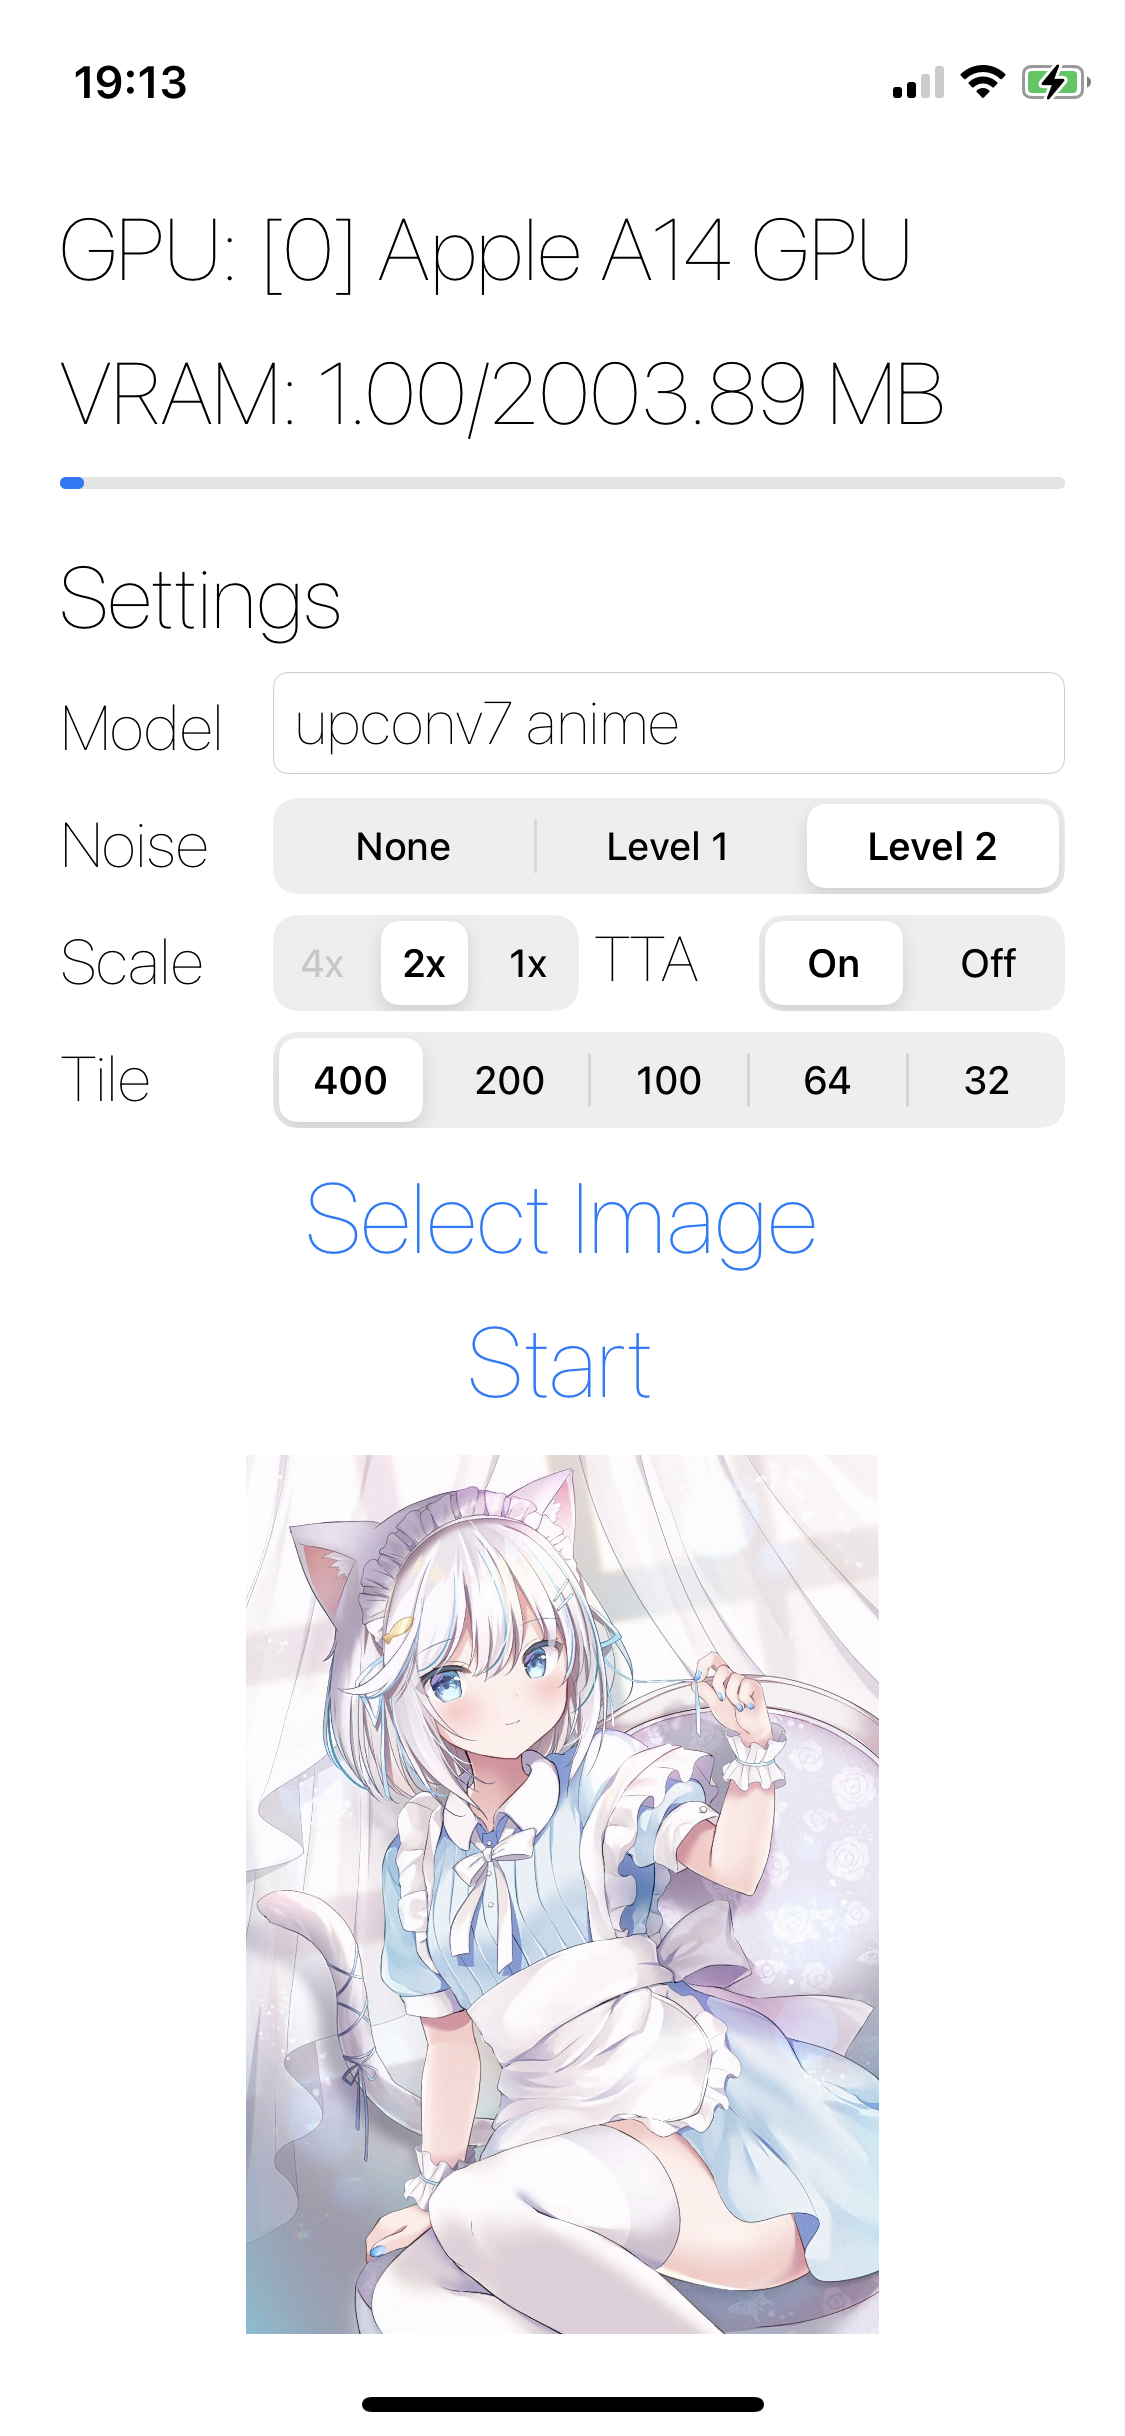 19:13
GPU: [0] Apple A14 GPU
VRAM: 1.00/2003.89 MB
Settings
Model upconv7 anime
Noise None Level 1 Level 2
Scale 4x 2x 1x TTA On Off
Tile 400 200 100 64 32
Select Image
Start